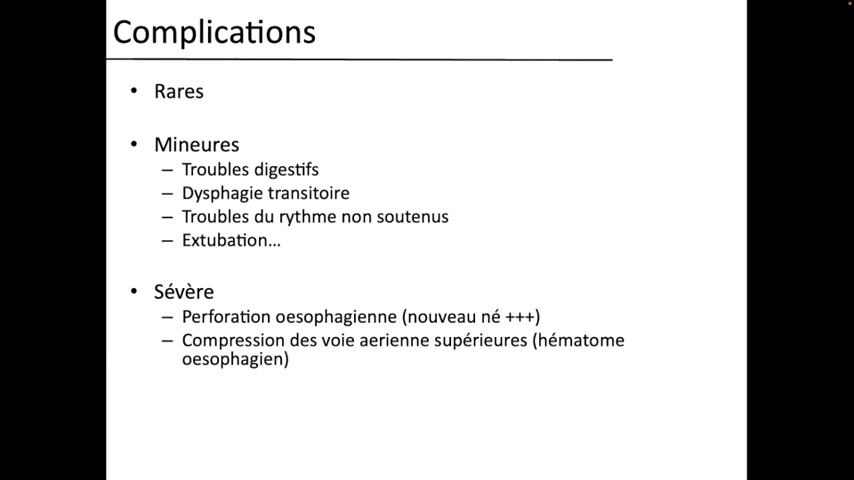 Complications
• Rares
• Mineures
– Troubles digestifs
– Dysphagie transitoire
– Troubles du rythme non soutenus
– Extubation...
• Sévère
– Perforation oesophagienne (nouveau né +++)
– Compression des voie aerienne supérieures (hématome
oesophagien)